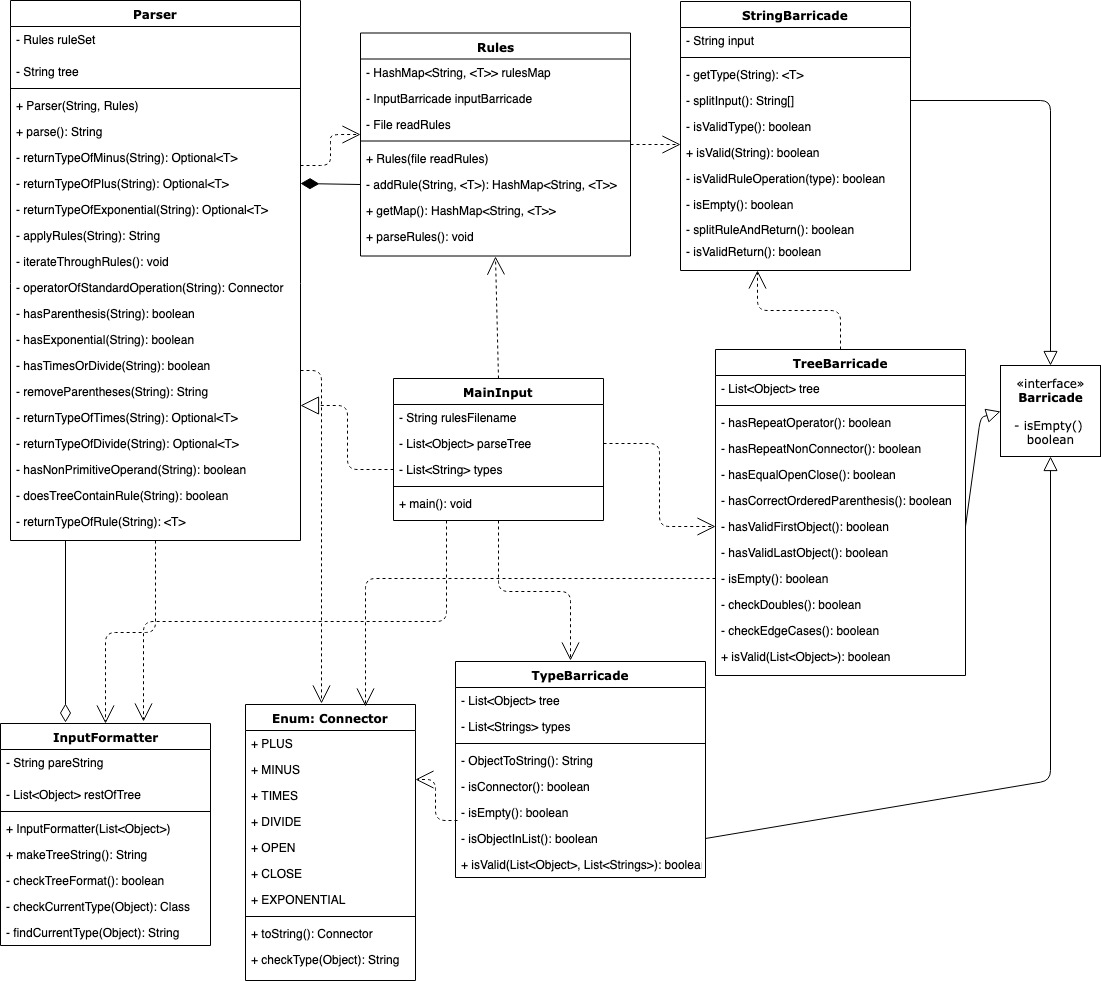 Parser
- Rules ruleSet
- String tree
+ Parser(String, Rules)
+ parse(): String
- returnTypeOfMinus(String): Optional<T>
- returnTypeOfPlus(String): Optional<T>
- returnTypeOfExponential(String): Optional<T>
- applyRules(String): String
- iterateThroughRules(): void
- operatorOfStandardOperation(String): Connector
- hasParenthesis(String): boolean
- hasExponential(String): boolean
- hasTimesOrDivide(String): boolean
- removeParentheses(String): String
- returnTypeOfTimes(String): Optional<T>
- returnTypeOfDivide(String): Optional<T>
- hasNonPrimitiveOperand(String): boolean
- doesTreeContainRule(String): boolean
- returnTypeOfRule(String): <T>
Rules
- HashMap<String, <T>> rulesMap
- InputBarricade inputBarricade
- File readRules
+ Rules(file readRules)
- addRule(String, <T>): HashMap<String, <T>>
+ getMap(): HashMap<String, <T>>
+ parseRules(): void
StringBarricade
- String input
- getType(String): <T>
- splitInput(): String[]
- isValidType(): boolean
+ isValid(String): boolean
- isValidRuleOperation(type): boolean
- isEmpty(): boolean
- splitRuleAndReturn(): boolean
- isValidReturn(): boolean
MainInput
- String rulesFilename
- List<Object> parseTree
- List<String> types
+ main(): void
TreeBarricade
- List<Object> tree
- hasRepeatOperator(): boolean
- hasRepeatNonConnector(): boolean
- hasEqualOpenClose(): boolean
- hasCorrectOrderedParenthesis(): boolean
- hasValidFirstObject(): boolean
- hasValidLastObject(): boolean
- isEmpty(): boolean
- checkDoubles(): boolean
- checkEdgeCases(): boolean
+ isValid(List<Object>): boolean
«interface»
Barricade
- isEmpty()
boolean
InputFormatter
- String pareString
- List<Object> restOfTree
+ InputFormatter(List<Object>)
+ makeTreeString(): String
- checkTreeFormat(): boolean
- checkCurrentType(Object): Class
- findCurrentType(Object): String
Enum: Connector
+ PLUS
+ MINUS
+ TIMES
+ DIVIDE
+ OPEN
+ CLOSE
+ EXPONENTIAL
+ toString(): Connector
+ checkType(Object): String
TypeBarricade
- List<Object> tree
- List<Strings> types
- ObjectToString(): String
- isConnector(): boolean
- isEmpty(): boolean
- isObjectInList(): boolean
+ isValid(List<Object>, List<Strings>): boolea